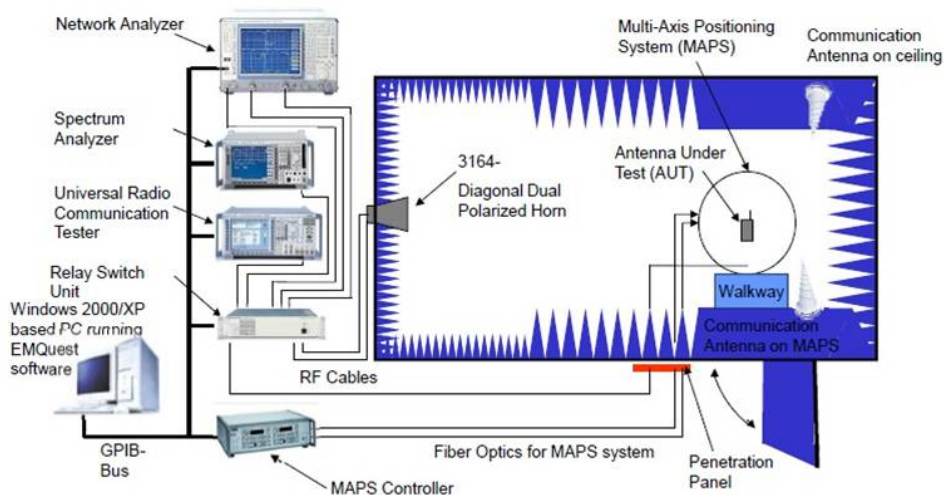 Network Analyzer
Spectrum
Analyzer
Universal Radio
Communication
Tester
Relay Switch
Unit
Windows 2000/XP
based PC running
EMQuest
software
GPIB-
Bus
MAPS Controller
RF Cables
Fiber Optics for MAPS system
3164-
Diagonal Dual
Polarized Horn
Multi-Axis Positioning
System (MAPS)
Communication
Antenna on ceiling
Antenna Under
Test (AUT)
Walkway
Communication
Antenna on MAPS
Penetration
Panel